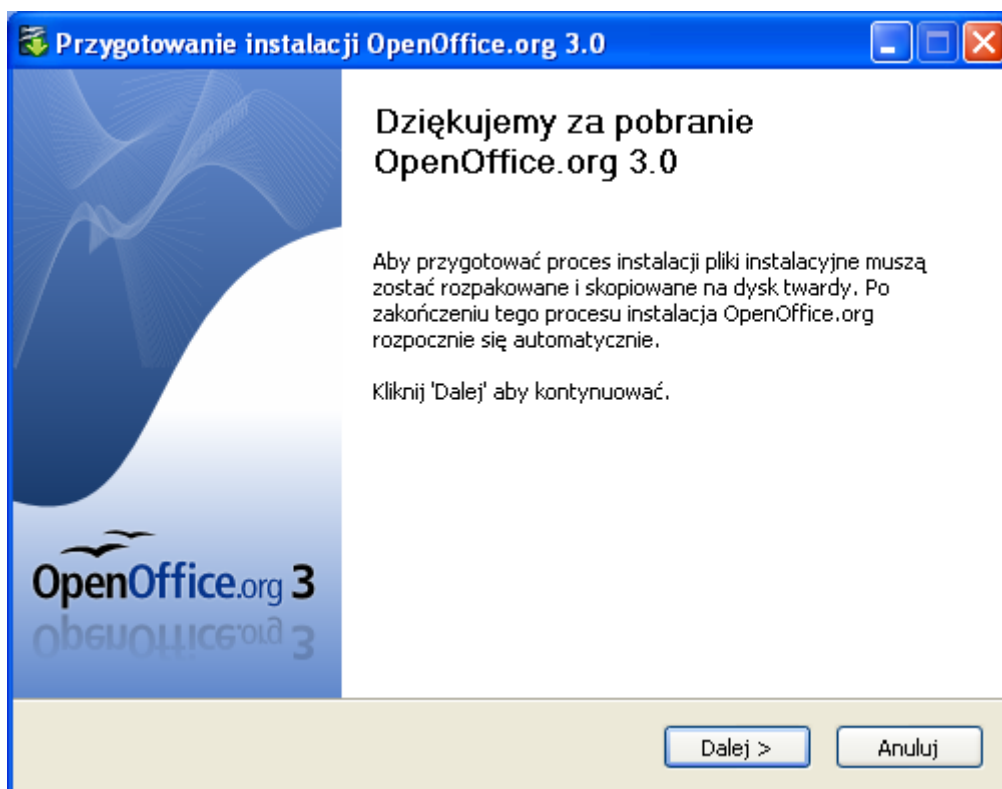 Przygotowanie instalacji OpenOffice.org 3.0
Dziękujemy za pobranie
OpenOffice.org 3.0
Aby przygotować proces instalacji pliki instalacyjne muszą
zostać rozpakowane i skopiowane na dysk twardy. Po
zakończeniu tego procesu instalacja OpenOffice.org
rozpocznie się automatycznie.
Kliknij 'Dalej' aby kontynuować.
OpenOffice.org 3
Dalej >
Anuluj